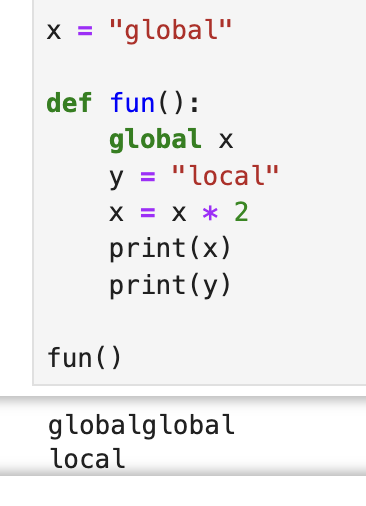 x = "global"

def fun():
    global x
    y = "local"
    x = x * 2
    print(x)
    print(y)

fun()
globalglobal
local